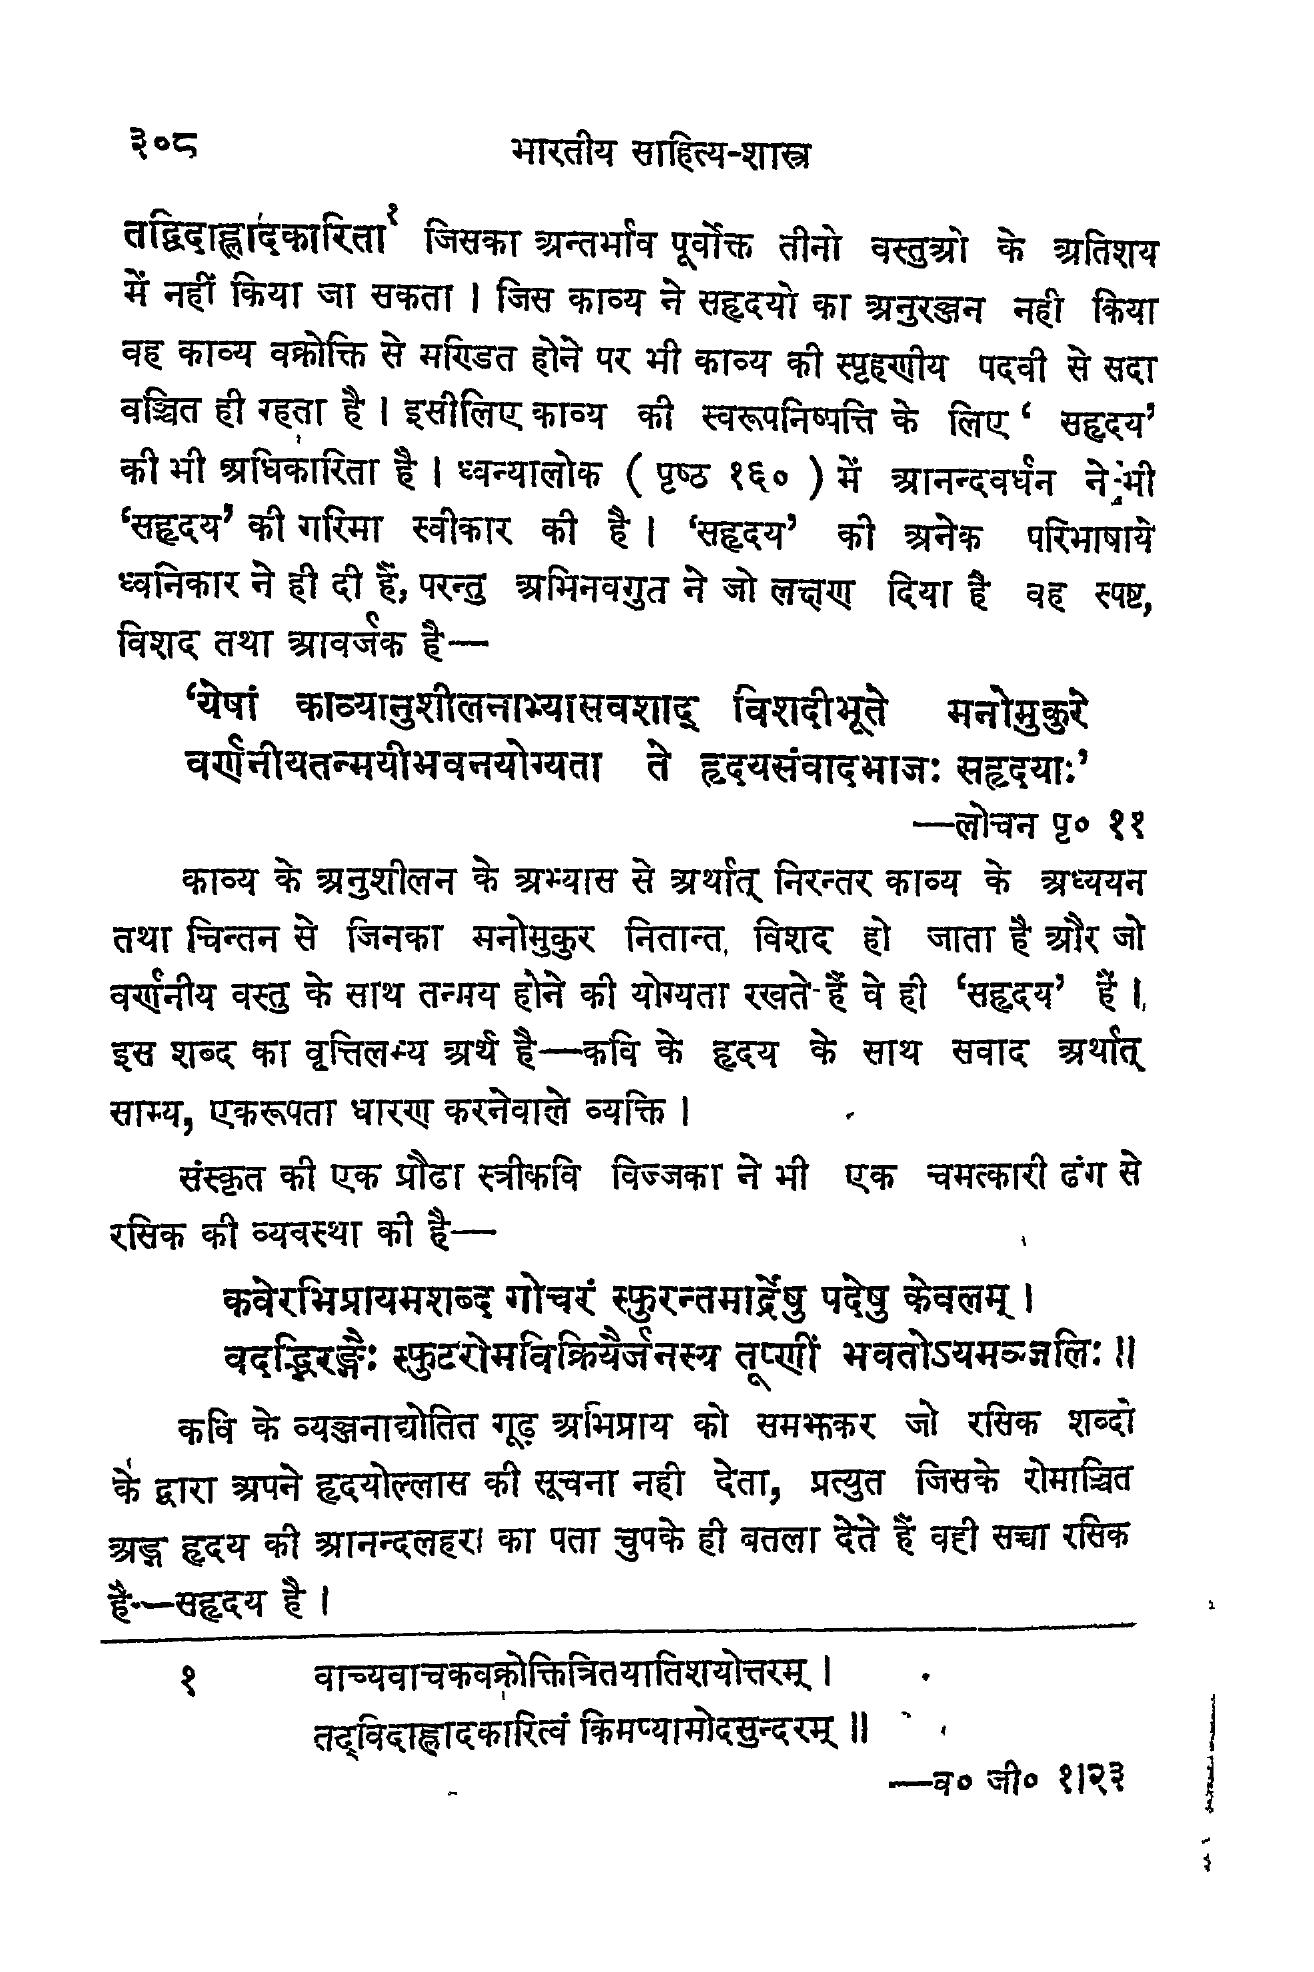 ३०८ भारतीय साहित्य-शास्त्र
तद्विदाह्लादकारिता१ जिसका अन्तर्भाव पूर्वोक्त तीनो वस्तुओ के अतिशय
में नहीं किया जा सकता । जिस काव्य ने सहृदयो का अनुरञ्जन नही किया
वह काव्य वक्रोक्ति से मण्डित होने पर भी काव्य की स्पृहणीय पदवी से सदा
वञ्चित ही रहता है । इसीलिए काव्य की स्वरूपनिष्पत्ति के लिए ‘ सहृदय’
की भी अधिकारिता है । ध्वन्यालोक ( पृष्ठ १६० ) में आनन्दवर्धन ने भी
‘सहृदय’ की गरिमा स्वीकार की है । ‘सहृदय’ की अनेक परिभाषाये
ध्वनिकार ने ही दी हैं, परन्तु अभिनवगुप्त ने जो लक्षण दिया है वह स्पष्ट,
विशद तथा आवर्जक है—
‘येषां काव्यानुशीलनाभ्यासवशाद् विशदीभूते मनोमुकुरे
वर्णनीयतन्मयीभवनयोग्यता ते हृदयसंवादभाजः सहृदयाः’
—लोचन पृ० ११
काव्य के अनुशीलन के अभ्यास से अर्थात् निरन्तर काव्य के अध्ययन
तथा चिन्तन से जिनका मनोमुकुर नितान्त विशद हो जाता है और जो
वर्णनीय वस्तु के साथ तन्मय होने की योग्यता रखते हैं वे ही ‘सहृदय’ हैं ।
इस शब्द का वृत्तिलभ्य अर्थ है—कवि के हृदय के साथ सवाद अर्थात्
साम्य, एकरूपता धारण करनेवाले व्यक्ति ।
संस्कृत की एक प्रौढा स्त्रीकवि विज्जका ने भी एक चमत्कारी ढंग से
रसिक की व्यवस्था की है—
कवेरभिप्रायमशब्द गोचरं स्फुरन्तमार्द्रेषु पदेषु केवलम् ।
वदद्भिरङ्गैः स्फुटरोमविक्रियैर्जनस्य तूष्णीं भवतोऽयमञ्जलिः ॥
कवि के व्यञ्जनाद्योतित गूढ़ अभिप्राय को समझकर जो रसिक शब्दो
के द्वारा अपने हृदयोल्लास की सूचना नही देता, प्रत्युत जिसके रोमाञ्चित
अङ्ग हृदय की आनन्दलहरी का पता चुपके ही बतला देते हैं वही सच्चा रसिक
है—सहृदय है ।
१ वाच्यवाचकवक्रोक्तित्रितयातिशयोत्तरम् ।
तद्विदाह्लादकारित्वं किमप्यामोदसुन्दरम् ॥
—व० जी० १।२३